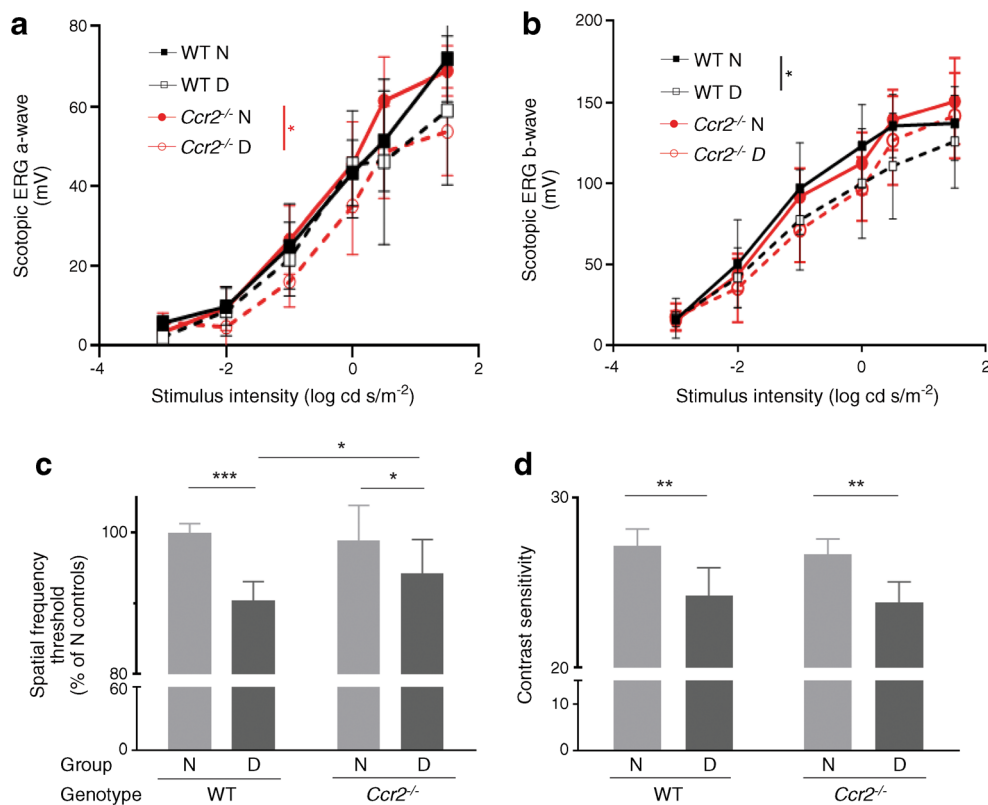 a
Scotopic ERG a-wave
(mV)
80
60
40
20
0
-4
-2
0
2
Stimulus intensity (log cd s/m⁻²)
WT N
WT D
Ccr2⁻/⁻ N
Ccr2⁻/⁻ D
*
b
Scotopic ERG b-wave
(mV)
200
150
100
50
0
-4
-2
0
2
Stimulus intensity (log cd s/m⁻²)
WT N
WT D
Ccr2⁻/⁻ N
Ccr2⁻/⁻ D
*
c
Spatial frequency
threshold
(% of N controls)
100
80
60
0
***
*
*
Group N D N D
Genotype WT Ccr2⁻/⁻
d
Contrast sensitivity
30
20
15
10
0
**
**
N D N D
WT Ccr2⁻/⁻